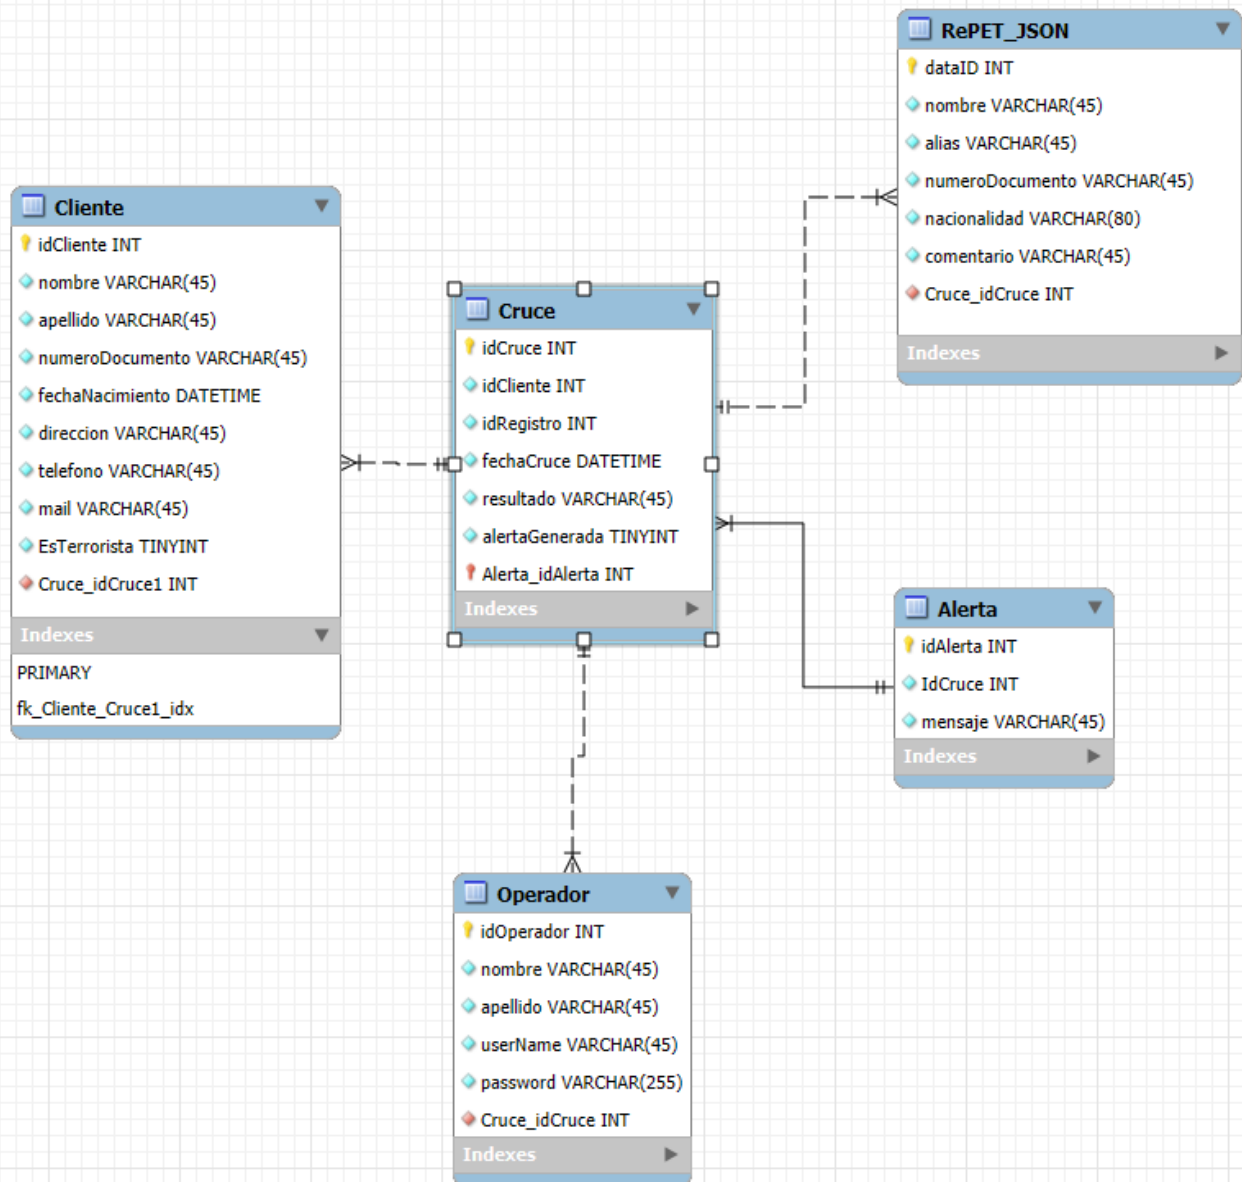 RePET_JSON
dataID INT
nombre VARCHAR(45)
alias VARCHAR(45)
numeroDocumento VARCHAR(45)
nacionalidad VARCHAR(80)
comentario VARCHAR(45)
Cruce_idCruce INT
Indexes
Cliente
idCliente INT
nombre VARCHAR(45)
apellido VARCHAR(45)
numeroDocumento VARCHAR(45)
fechaNacimiento DATETIME
direccion VARCHAR(45)
telefono VARCHAR(45)
mail VARCHAR(45)
EsTerrorista TINYINT
Cruce_idCruce1 INT
Indexes
PRIMARY
fk_Cliente_Cruce1_idx
Cruce
idCruce INT
idCliente INT
idRegistro INT
fechaCruce DATETIME
resultado VARCHAR(45)
alertaGenerada TINYINT
Alerta_idAlerta INT
Indexes
Alerta
idAlerta INT
IdCruce INT
mensaje VARCHAR(45)
Indexes
Operador
idOperador INT
nombre VARCHAR(45)
apellido VARCHAR(45)
userName VARCHAR(45)
password VARCHAR(255)
Cruce_idCruce INT
Indexes